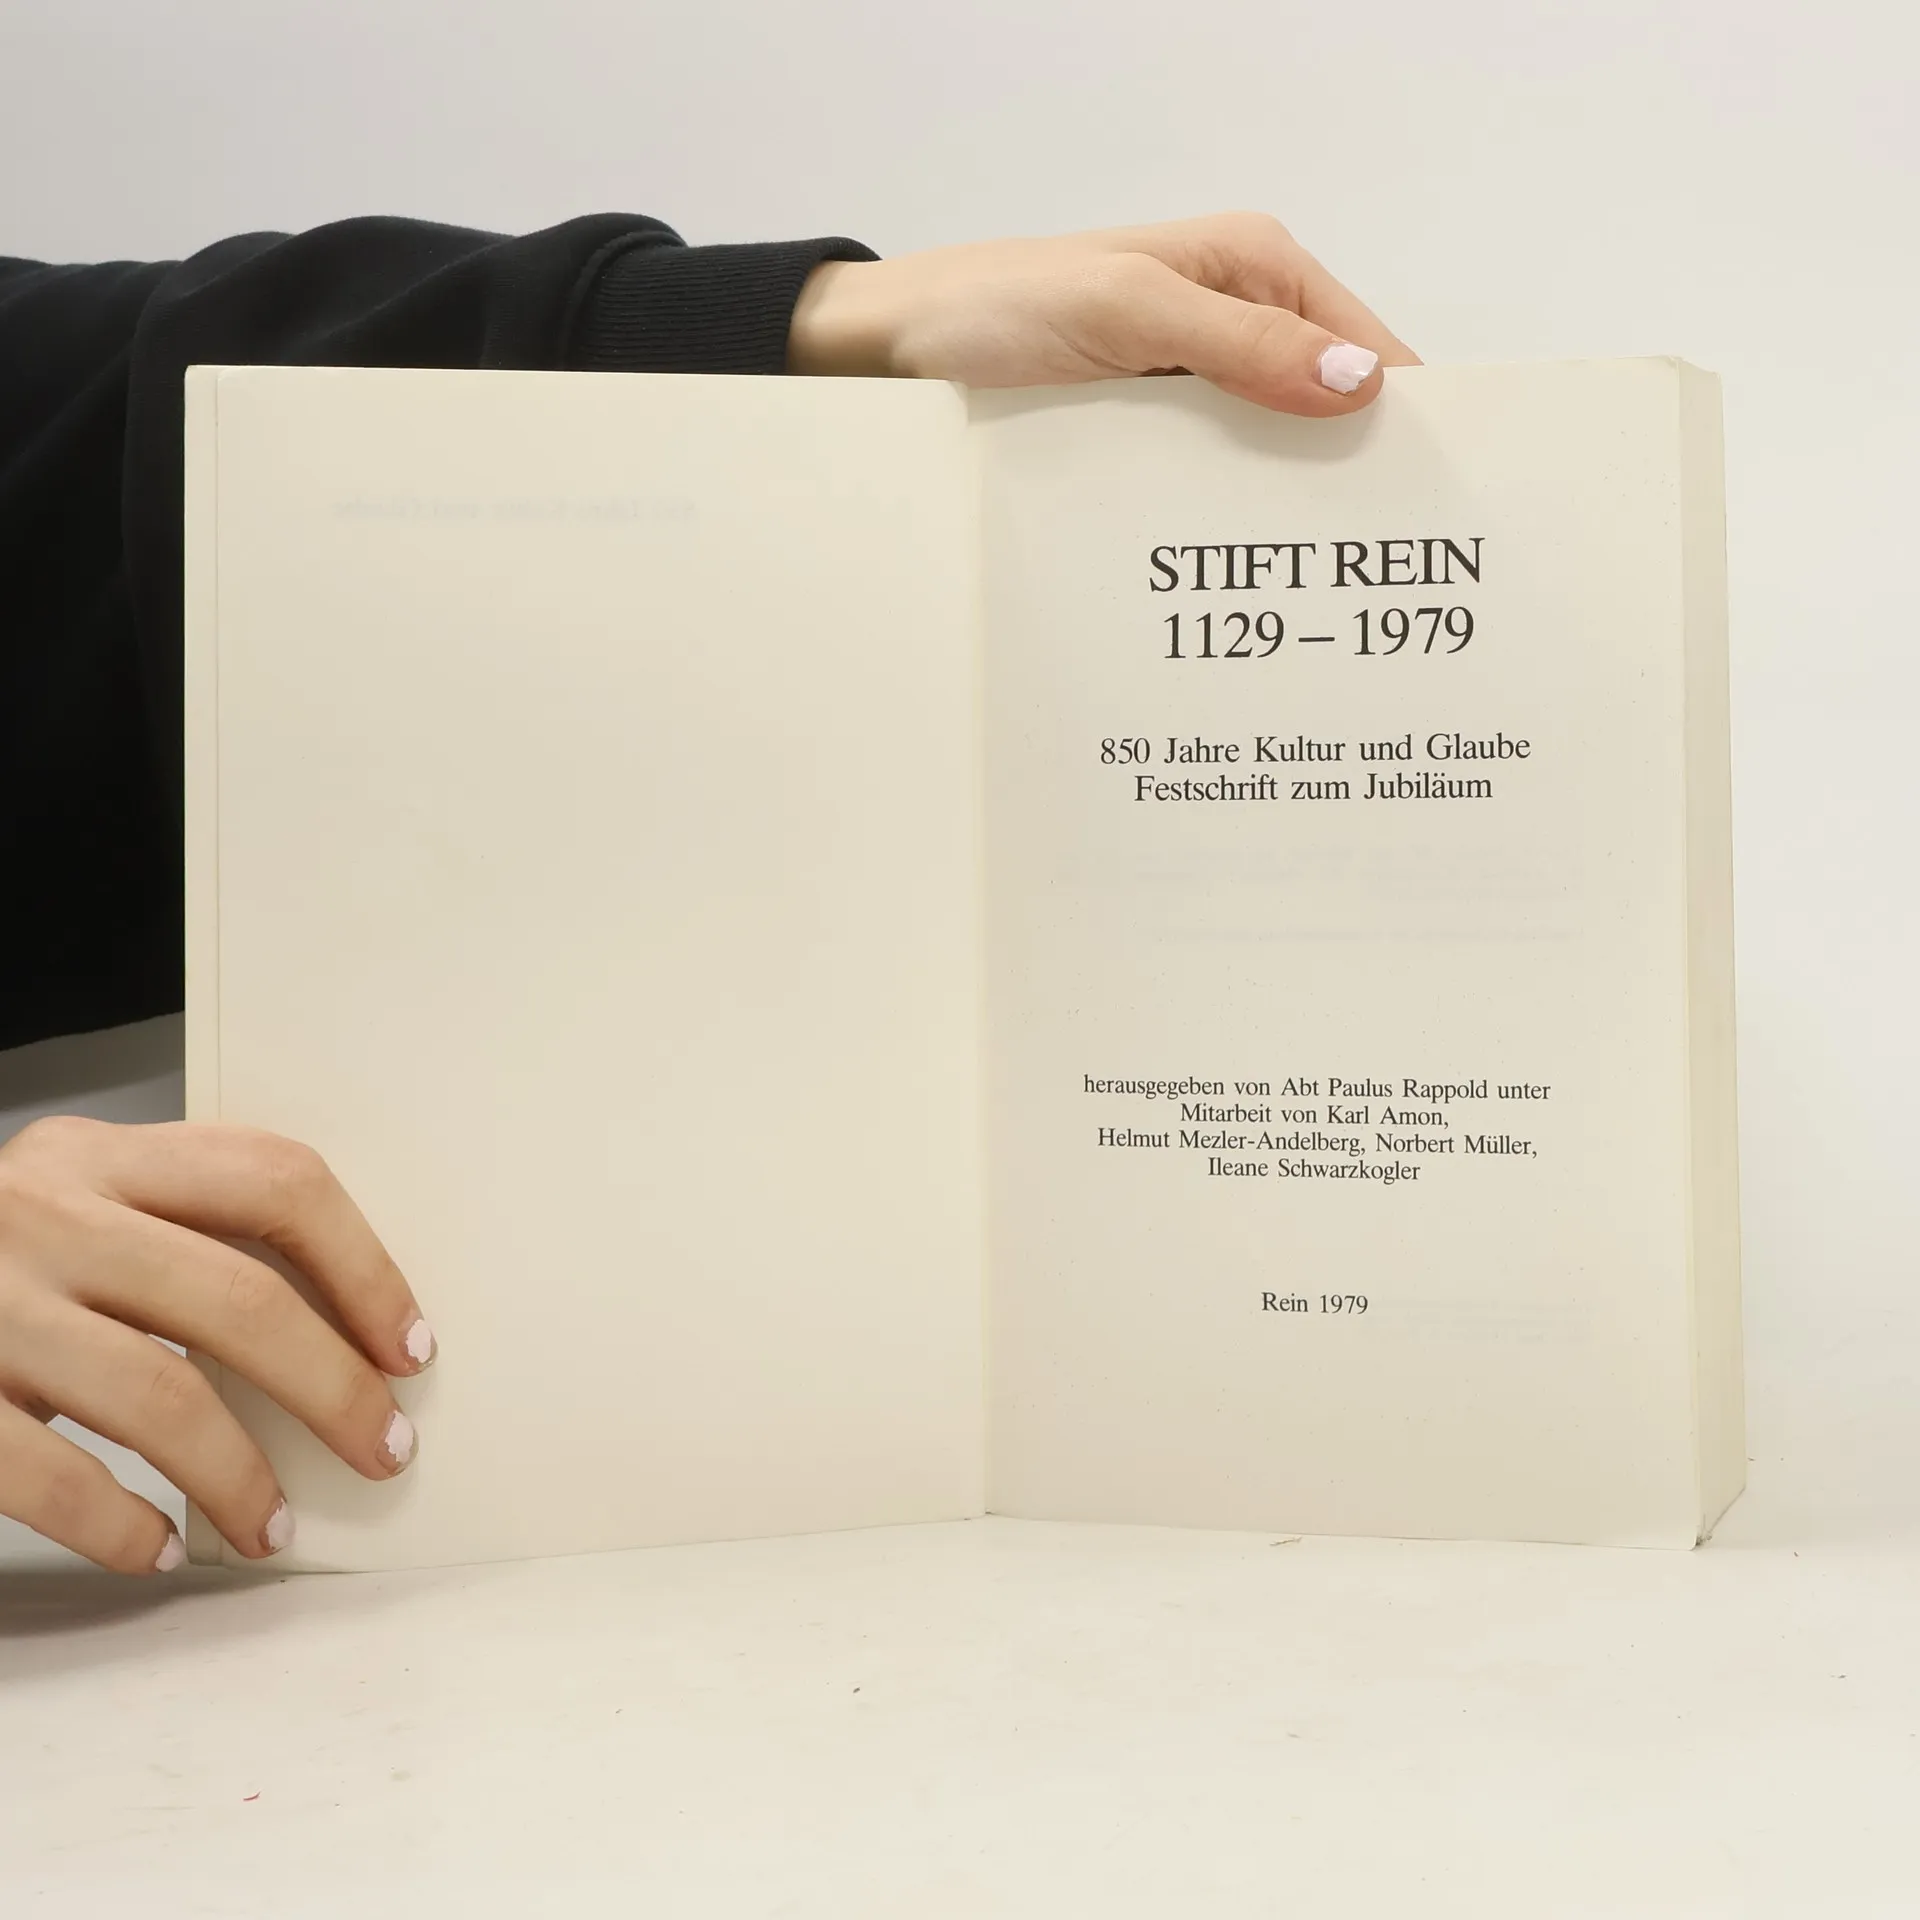 STIFT REIN
1129 – 1979
850 Jahre Kultur und Glaube
Festschrift zum Jubiläum
herausgegeben von Abt Paulus Rappold unter
Mitarbeit von Karl Amon,
Helmut Mezler-Andelberg, Norbert Müller,
Ileane Schwarzkogler
Rein 1979